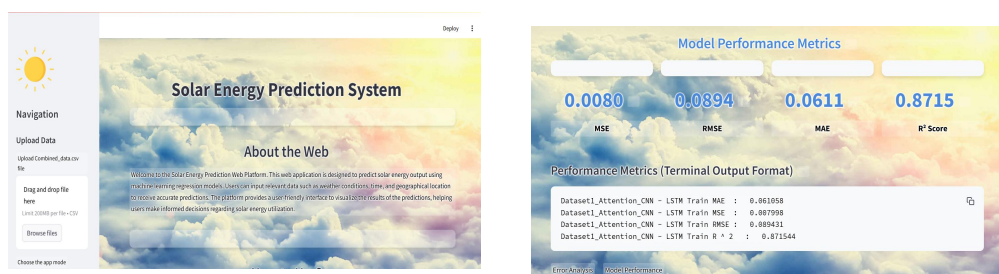 Deploy
Navigation
Upload Data
Upload Combined_data.csv
file
Drag and drop file
here
Limit 200MB per file • CSV
Browse files
Choose the app mode
Solar Energy Prediction System
About the Web
Welcome to the Solar Energy Prediction Web Platform. This web application is designed to predict solar energy output using
machine learning regression models. Users can input relevant data such as weather conditions, time, and geographical location
to receive accurate predictions. The platform provides a user-friendly interface to visualize the results of the predictions, helping
users make informed decisions regarding solar energy utilization.
Model Performance Metrics
0.0080 0.0894 0.0611 0.8715
MSE RMSE MAE R² Score
Performance Metrics (Terminal Output Format)
Dataset1_Attention_CNN - LSTM Train MAE : 0.061058
Dataset1_Attention_CNN - LSTM Train MSE : 0.007998
Dataset1_Attention_CNN - LSTM Train RMSE : 0.089431
Dataset1_Attention_CNN - LSTM Train R ^ 2 : 0.871544
Error Analysis Model Performance